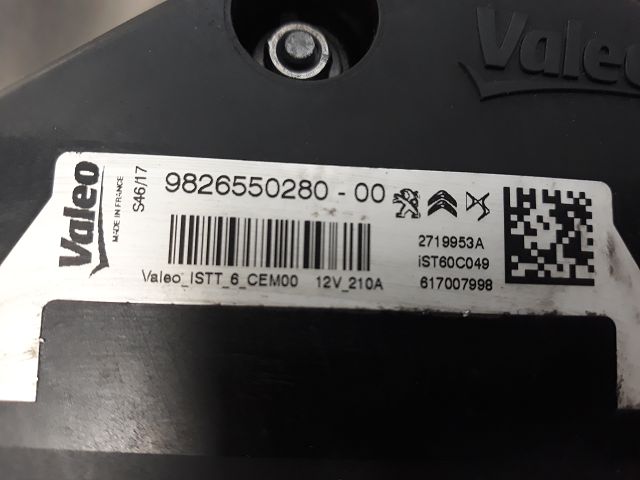 Valeo
Valeo
MADE IN FRANCE
S46/17
9826550280 - 00
Valeo_ISTT_6_CEM00 12V_210A
2719953A
iST60C049
617007998